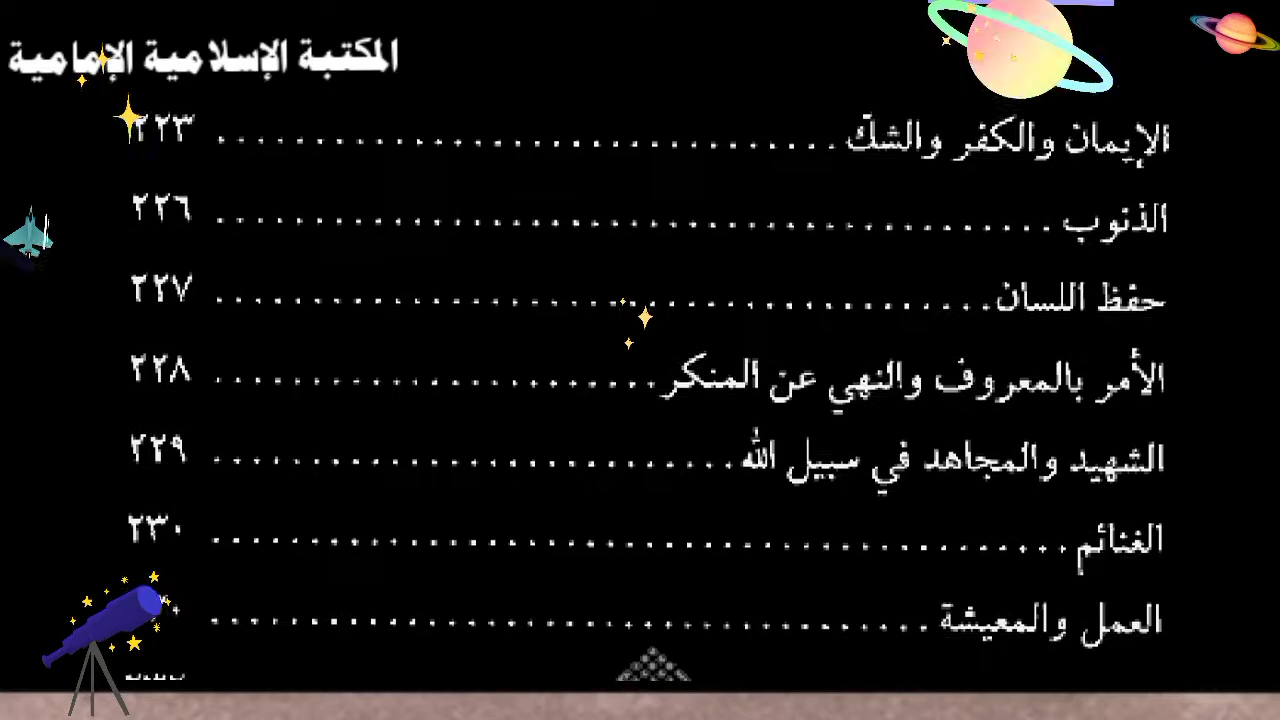 المكتبة الإسلامية الإمامية
الإيمان والكفر والشكّ ........................................ ٢٢٣
الذنوب ........................................ ٢٢٦
حفظ اللسان ........................................ ٢٢٧
الأمر بالمعروف والنهي عن المنكر ........................................ ٢٢٨
الشهيد والمجاهد في سبيل الله ........................................ ٢٢٩
الغنائم ........................................ ٢٣٠
العمل والمعيشة ........................................